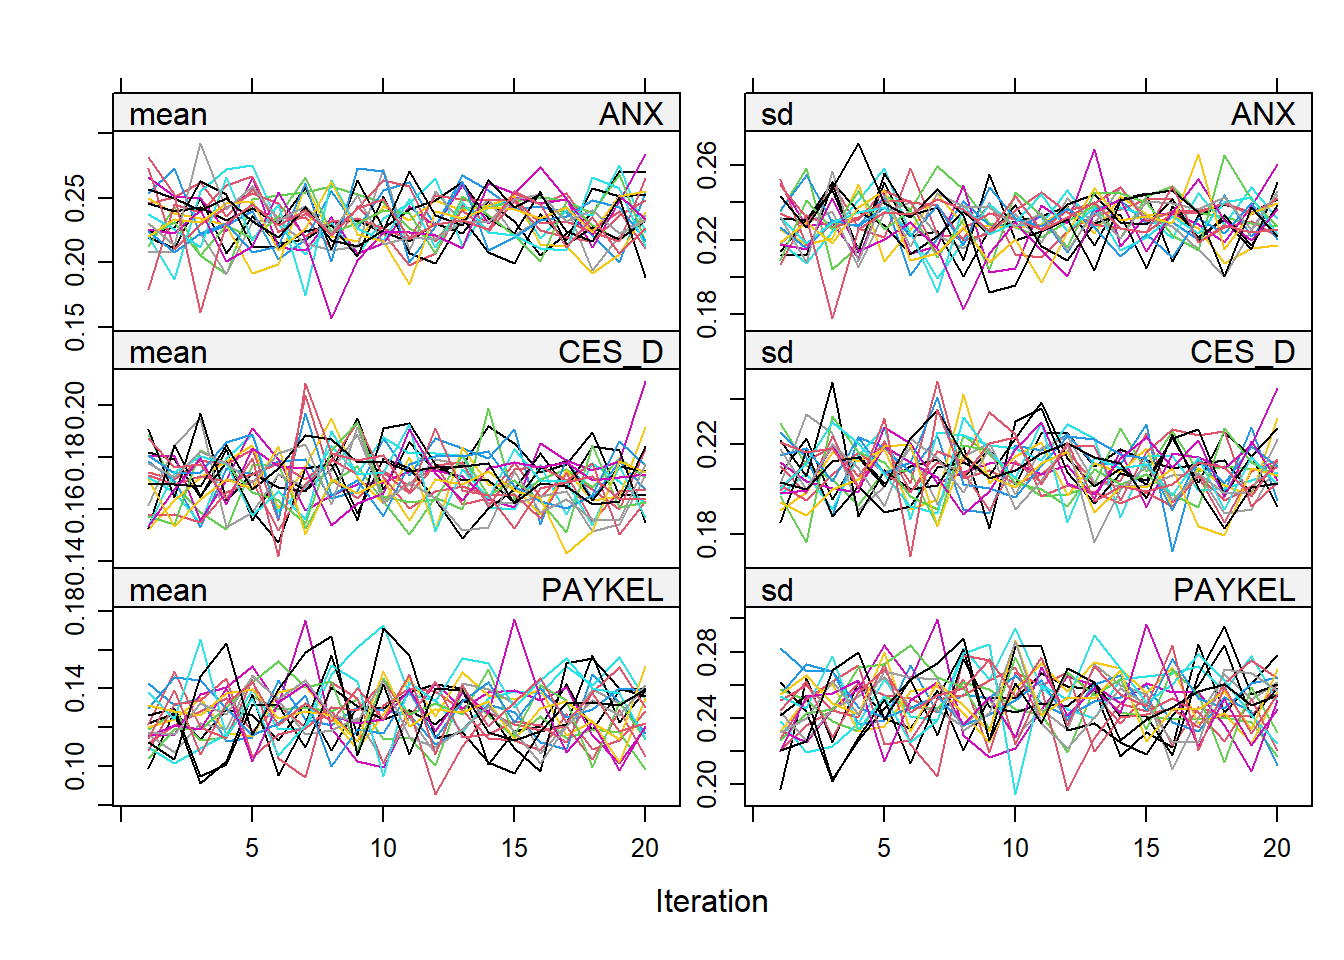 mean ANX
sd ANX
0.25
0.20
0.15
0.26
0.22
0.18
mean CES_D
sd CES_D
0.20
0.18
0.16
0.14
0.22
0.18
mean PAYKEL
sd PAYKEL
0.18
0.14
0.10
0.28
0.24
0.20
5 10 15 20
5 10 15 20
Iteration